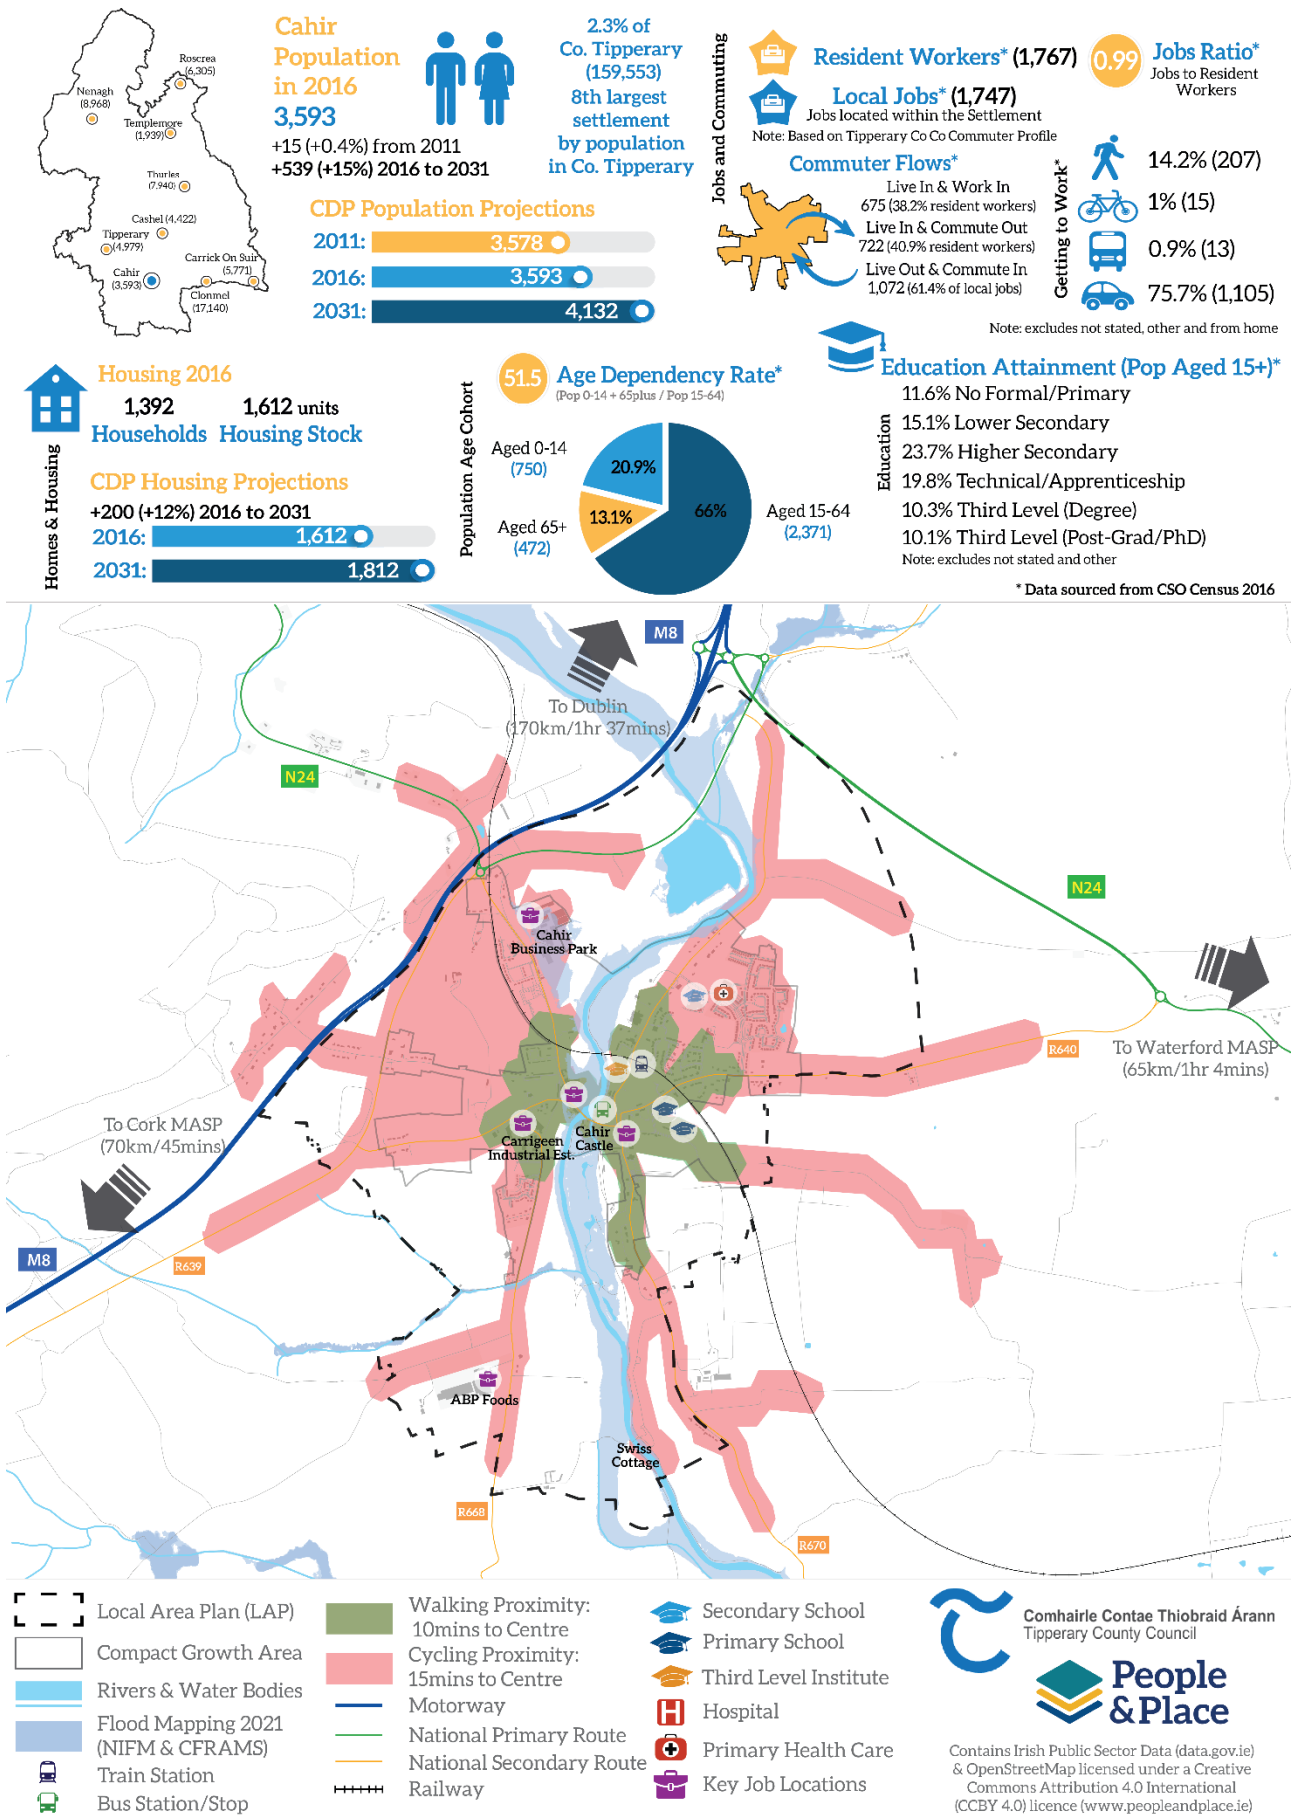 Roscrea
(6,305)
Nenagh
(8,968)
Templemore
(1,939)
Thurles
(7,940)
Cashel (4,422)
Tipperary
(4,979)
Cahir
(3,593)
Carrick On Suir
(5,771)
Clonmel
(17,140)
Cahir
Population
in 2016
3,593
+15 (+0.4%) from 2011
+539 (+15%) 2016 to 2031
2.3% of
Co. Tipperary
(159,553)
8th largest
settlement
by population
in Co. Tipperary
CDP Population Projections
2011: 3,578
2016: 3,593
2031: 4,132
Jobs and Commuting
Resident Workers* (1,767)
Local Jobs* (1,747)
Jobs located within the Settlement
Note: Based on Tipperary Co Co Commuter Profile
0.99 Jobs Ratio*
Jobs to Resident
Workers
Commuter Flows*
Live In & Work In
675 (38.2% resident workers)
Live In & Commute Out
722 (40.9% resident workers)
Live Out & Commute In
1,072 (61.4% of local jobs)
Getting to Work*
14.2% (207)
1% (15)
0.9% (13)
75.7% (1,105)
Note: excludes not stated, other and from home
Homes & Housing
Housing 2016
1,392 1,612 units
Households Housing Stock
CDP Housing Projections
+200 (+12%) 2016 to 2031
2016: 1,612
2031: 1,812
Population Age Cohort
51.5 Age Dependency Rate*
(Pop 0-14 + 65plus / Pop 15-64)
Aged 0-14
(750)
20.9%
Aged 65+
(472)
13.1%
66%
Aged 15-64
(2,371)
Education
Education Attainment (Pop Aged 15+)*
11.6% No Formal/Primary
15.1% Lower Secondary
23.7% Higher Secondary
19.8% Technical/Apprenticeship
10.3% Third Level (Degree)
10.1% Third Level (Post-Grad/PhD)
Note: excludes not stated and other
* Data sourced from CSO Census 2016
M8
To Dublin
(170km/1hr 37mins)
N24
N24
Cahir
Business Park
To Waterford MASP
(65km/1hr 4mins)
R640
To Cork MASP
(70km/45mins)
Carrigeen
Industrial Est.
Cahir
Castle
M8
R639
ABP Foods
Swiss
Cottage
R668
R670
Local Area Plan (LAP)
Compact Growth Area
Rivers & Water Bodies
Flood Mapping 2021
(NIFM & CFRAMS)
Train Station
Bus Station/Stop
Walking Proximity:
10mins to Centre
Cycling Proximity:
15mins to Centre
Motorway
National Primary Route
National Secondary Route
Railway
Secondary School
Primary School
Third Level Institute
H Hospital
Primary Health Care
Key Job Locations
Comhairle Contae Thiobraid Árann
Tipperary County Council
People
& Place
Contains Irish Public Sector Data (data.gov.ie)
& OpenStreetMap licensed under a Creative
Commons Attribution 4.0 International
(CCBY 4.0) licence (www.peopleandplace.ie)